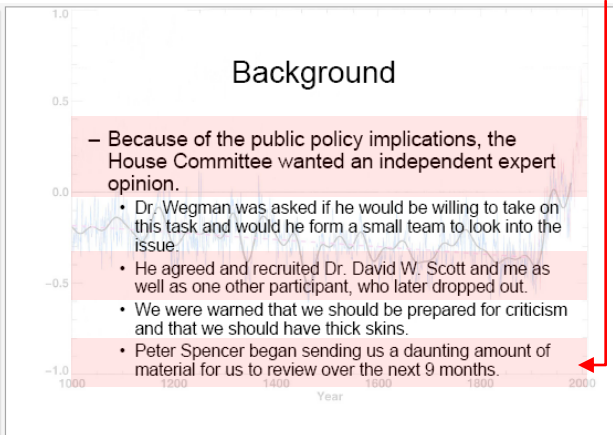 1.0
Background
0.5
– Because of the public policy implications, the
House Committee wanted an independent expert
opinion.
0.0
• Dr. Wegman was asked if he would be willing to take on
this task and would he form a small team to look into the
issue.
−0.5
• He agreed and recruited Dr. David W. Scott and me as
well as one other participant, who later dropped out.
• We were warned that we should be prepared for criticism
and that we should have thick skins.
• Peter Spencer began sending us a daunting amount of
material for us to review over the next 9 months.
−1.0
1000 1200 1400 1600 1800 2000
Year